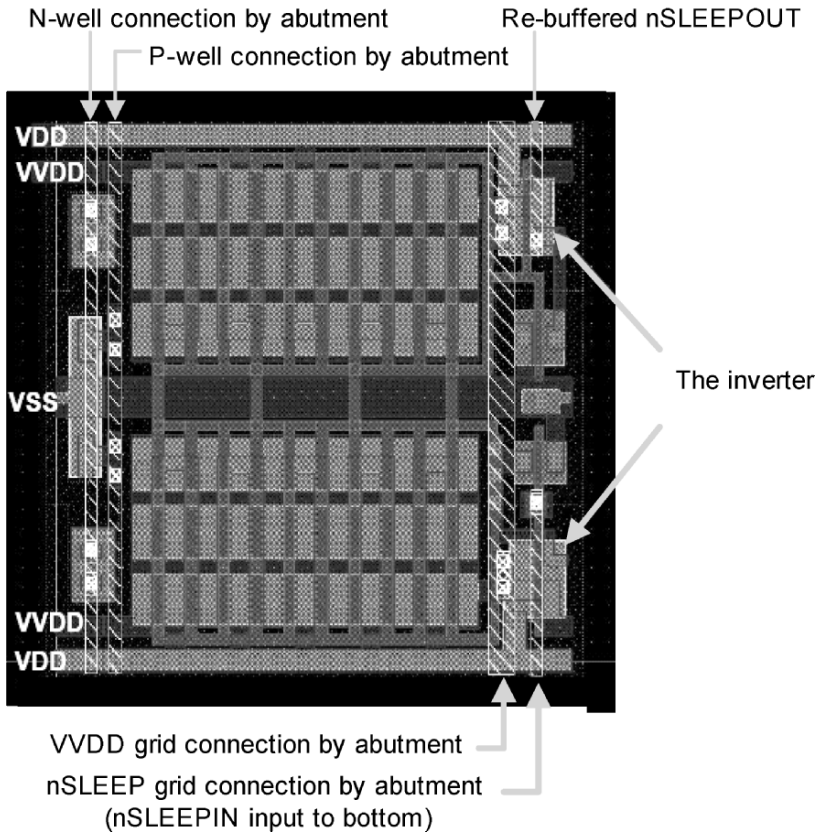 N-well connection by abutment
Re-buffered nSLEEPOUT
P-well connection by abutment
VDD
VVDD
VSS
The inverter
VVDD
VDD
VVDD grid connection by abutment
nSLEEP grid connection by abutment
(nSLEEPIN input to bottom)